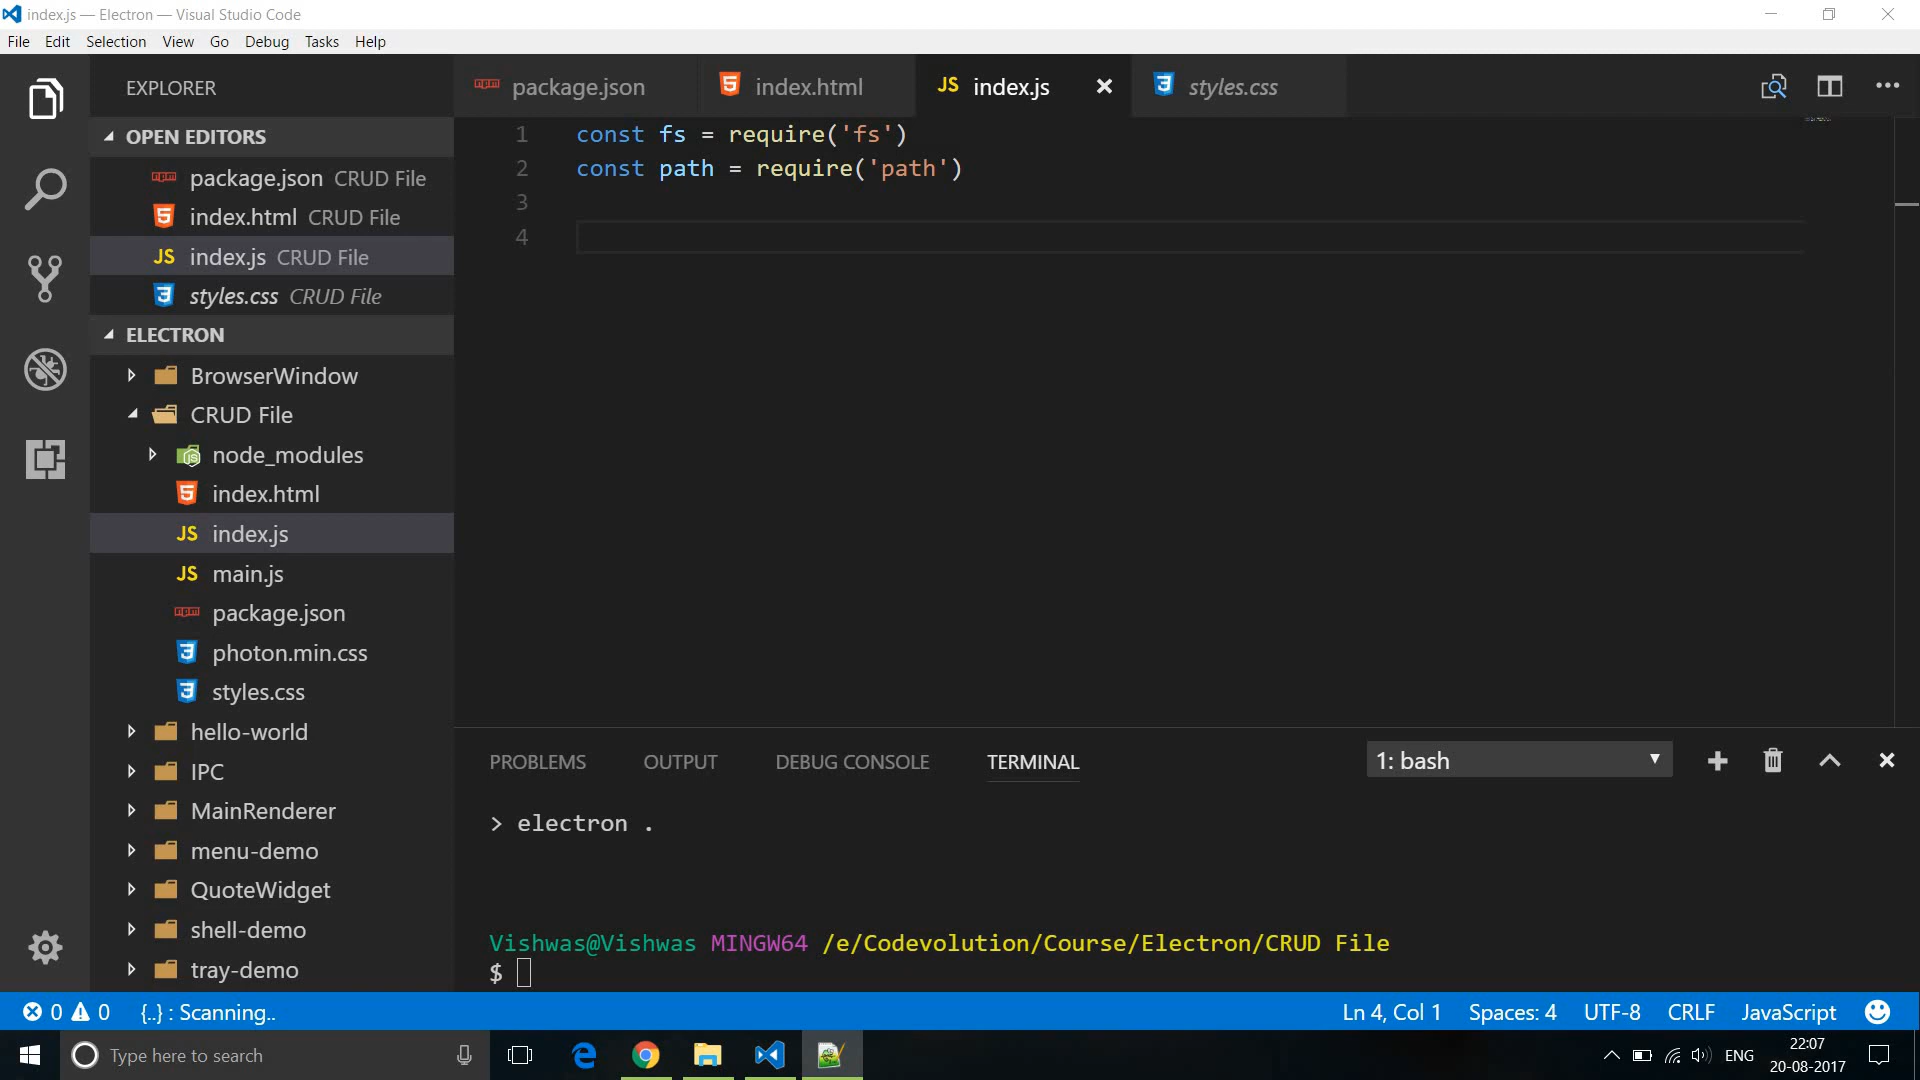 index.js — Electron — Visual Studio Code
File Edit Selection View Go Debug Tasks Help
EXPLORER
OPEN EDITORS
package.json CRUD File
index.html CRUD File
index.js CRUD File
styles.css CRUD File
ELECTRON
BrowserWindow
CRUD File
node_modules
index.html
JS index.js
JS main.js
package.json
photon.min.css
styles.css
hello-world
IPC
MainRenderer
menu-demo
QuoteWidget
shell-demo
tray-demo
package.json index.html JS index.js styles.css
1 const fs = require('fs')
2 const path = require('path')
3
4
PROBLEMS OUTPUT DEBUG CONSOLE TERMINAL 1: bash
> electron .
Vishwas@Vishwas MINGW64 /e/Codevolution/Course/Electron/CRUD File
$
0 0 {..} : Scanning.. Ln 4, Col 1 Spaces: 4 UTF-8 CRLF JavaScript
Type here to search
ENG
22:07
20-08-2017